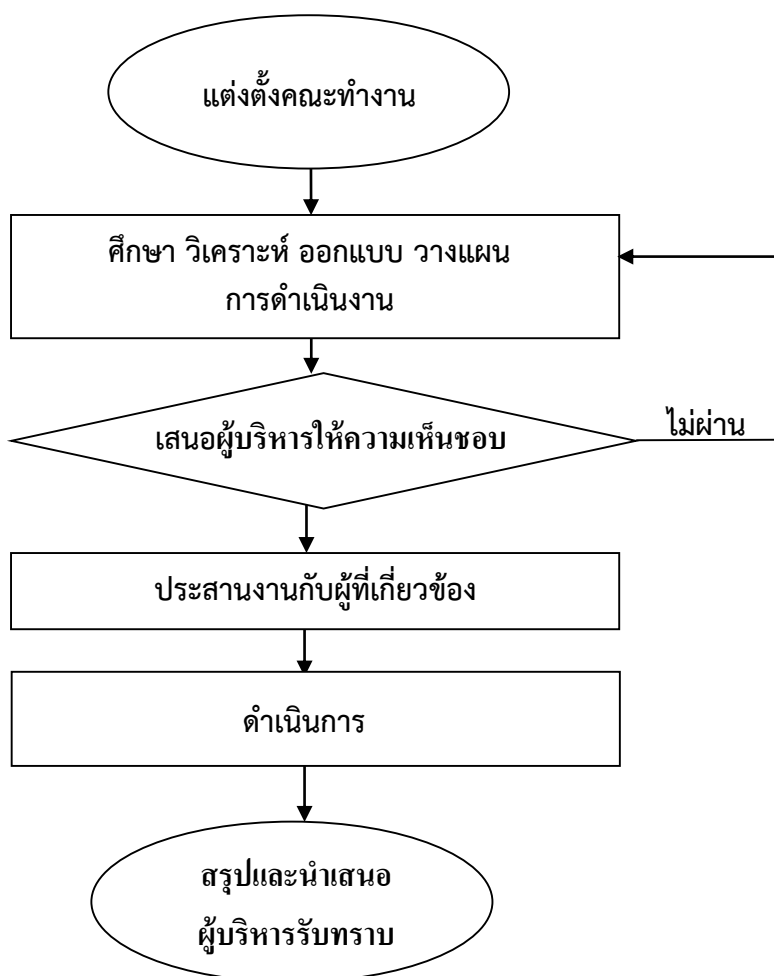 แต่งตั้งคณะทำงาน
ศึกษา วิเคราะห์ ออกแบบ วางแผน
การดำเนินงาน
เสนอผู้บริหารให้ความเห็นชอบ
ไม่ผ่าน
ประสานงานกับผู้ที่เกี่ยวข้อง
ดำเนินการ
สรุปและนำเสนอ
ผู้บริหารรับทราบ